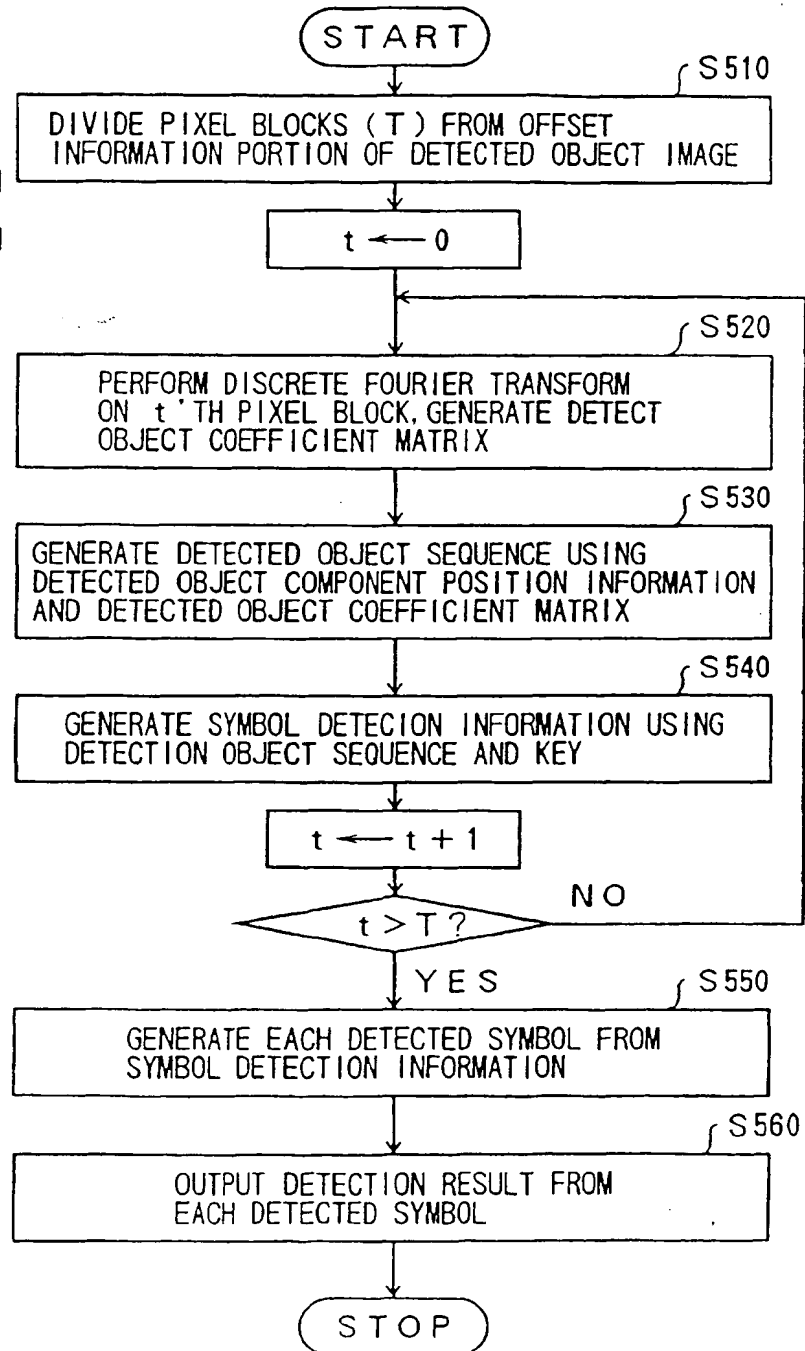 START
S510
DIVIDE PIXEL BLOCKS (T) FROM OFFSET
INFORMATION PORTION OF DETECTED OBJECT IMAGE
t ← 0
S520
PERFORM DISCRETE FOURIER TRANSFORM
ON t'TH PIXEL BLOCK, GENERATE DETECT
OBJECT COEFFICIENT MATRIX
S530
GENERATE DETECTED OBJECT SEQUENCE USING
DETECTED OBJECT COMPONENT POSITION INFORMATION
AND DETECTED OBJECT COEFFICIENT MATRIX
S540
GENERATE SYMBOL DETECION INFORMATION USING
DETECTION OBJECT SEQUENCE AND KEY
t ← t + 1
NO
t > T ?
YES
S550
GENERATE EACH DETECTED SYMBOL FROM
SYMBOL DETECTION INFORMATION
S560
OUTPUT DETECTION RESULT FROM
EACH DETECTED SYMBOL
STOP